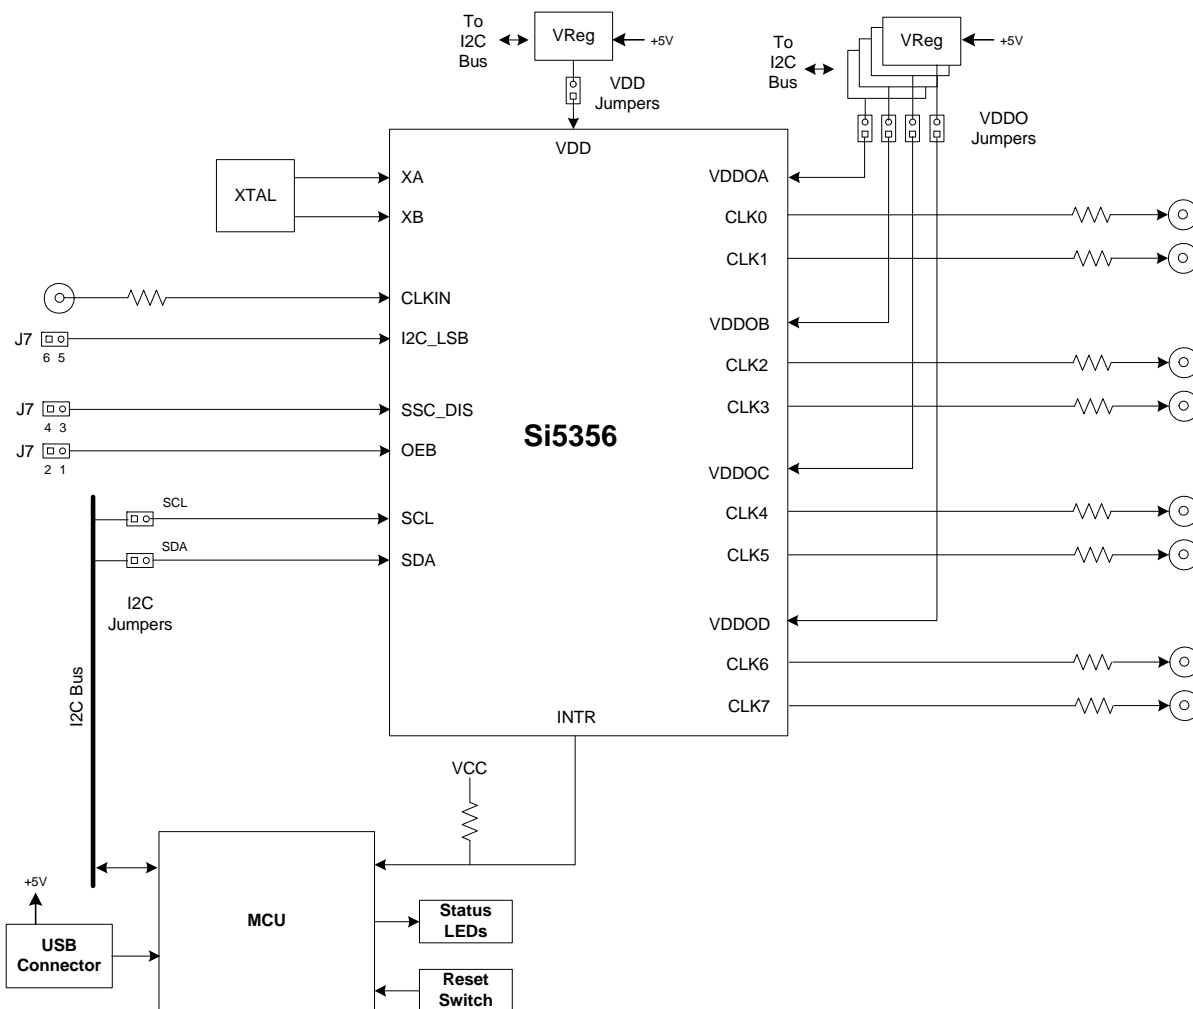 To
I2C
Bus
VReg
+5V
VDD
Jumpers
To
I2C
Bus
VReg
+5V
VDDO
Jumpers
VDD
XTAL
XA
XB
CLKIN
J7
6 5
I2C_LSB
J7
4 3
SSC_DIS
J7
2 1
OEB
SCL
SCL
SDA
SDA
I2C
Jumpers
I2C Bus
Si5356
VDDOA
CLK0
CLK1
VDDOB
CLK2
CLK3
VDDOC
CLK4
CLK5
VDDOD
CLK6
CLK7
INTR
VCC
+5V
USB
Connector
MCU
Status
LEDs
Reset
Switch